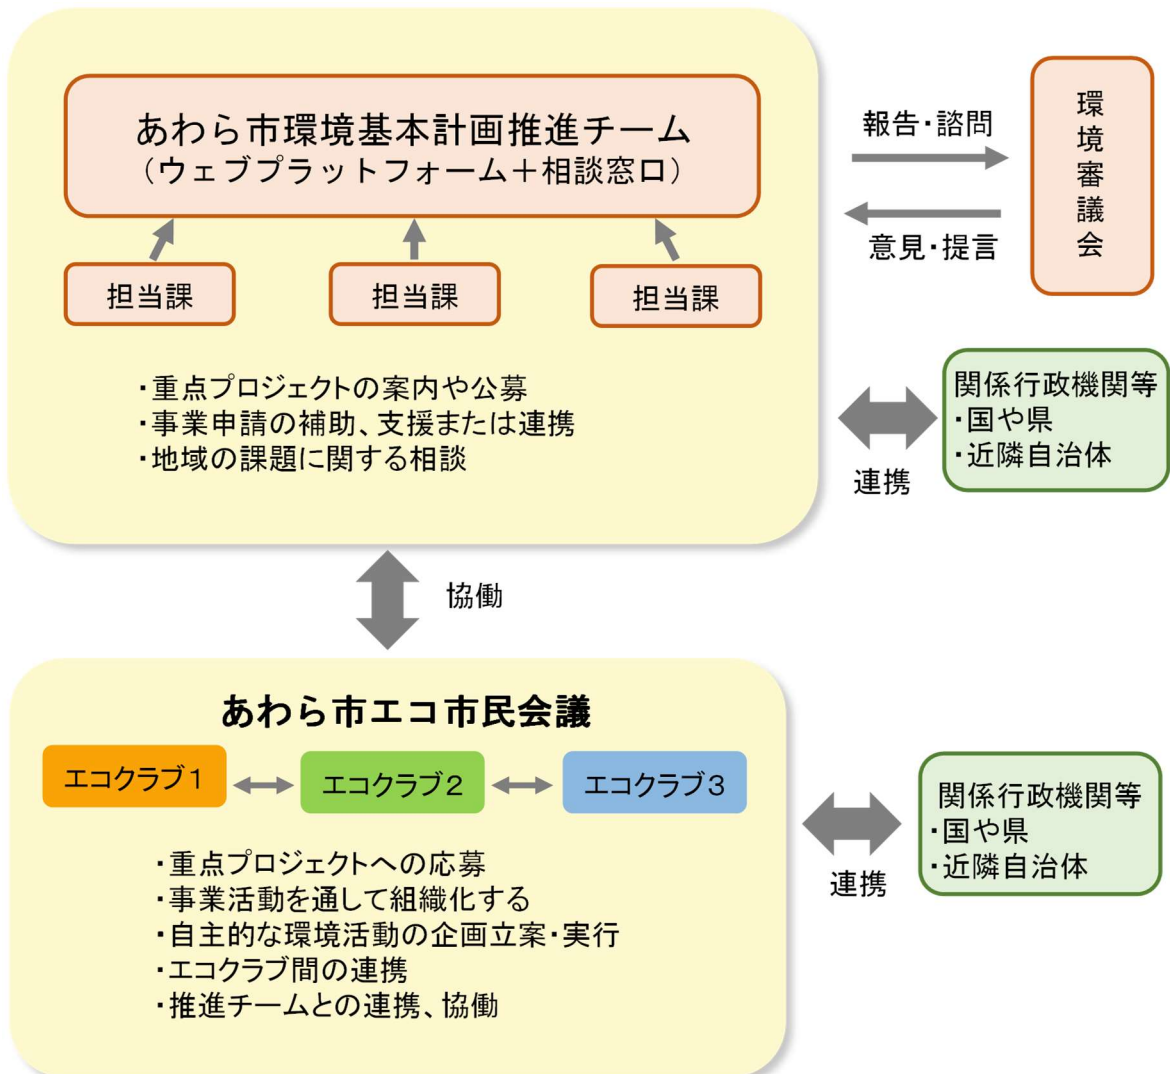 あわら市環境基本計画推進チーム
（ウェブプラットフォーム＋相談窓口）
担当課
担当課
担当課
・重点プロジェクトの案内や公募
・事業申請の補助、支援または連携
・地域の課題に関する相談
報告・諮問
意見・提言
環境審議会
連携
関係行政機関等
・国や県
・近隣自治体
協働
あわら市エコ市民会議
エコクラブ１
エコクラブ２
エコクラブ３
・重点プロジェクトへの応募
・事業活動を通して組織化する
・自主的な環境活動の企画立案・実行
・エコクラブ間の連携
・推進チームとの連携、協働
連携
関係行政機関等
・国や県
・近隣自治体